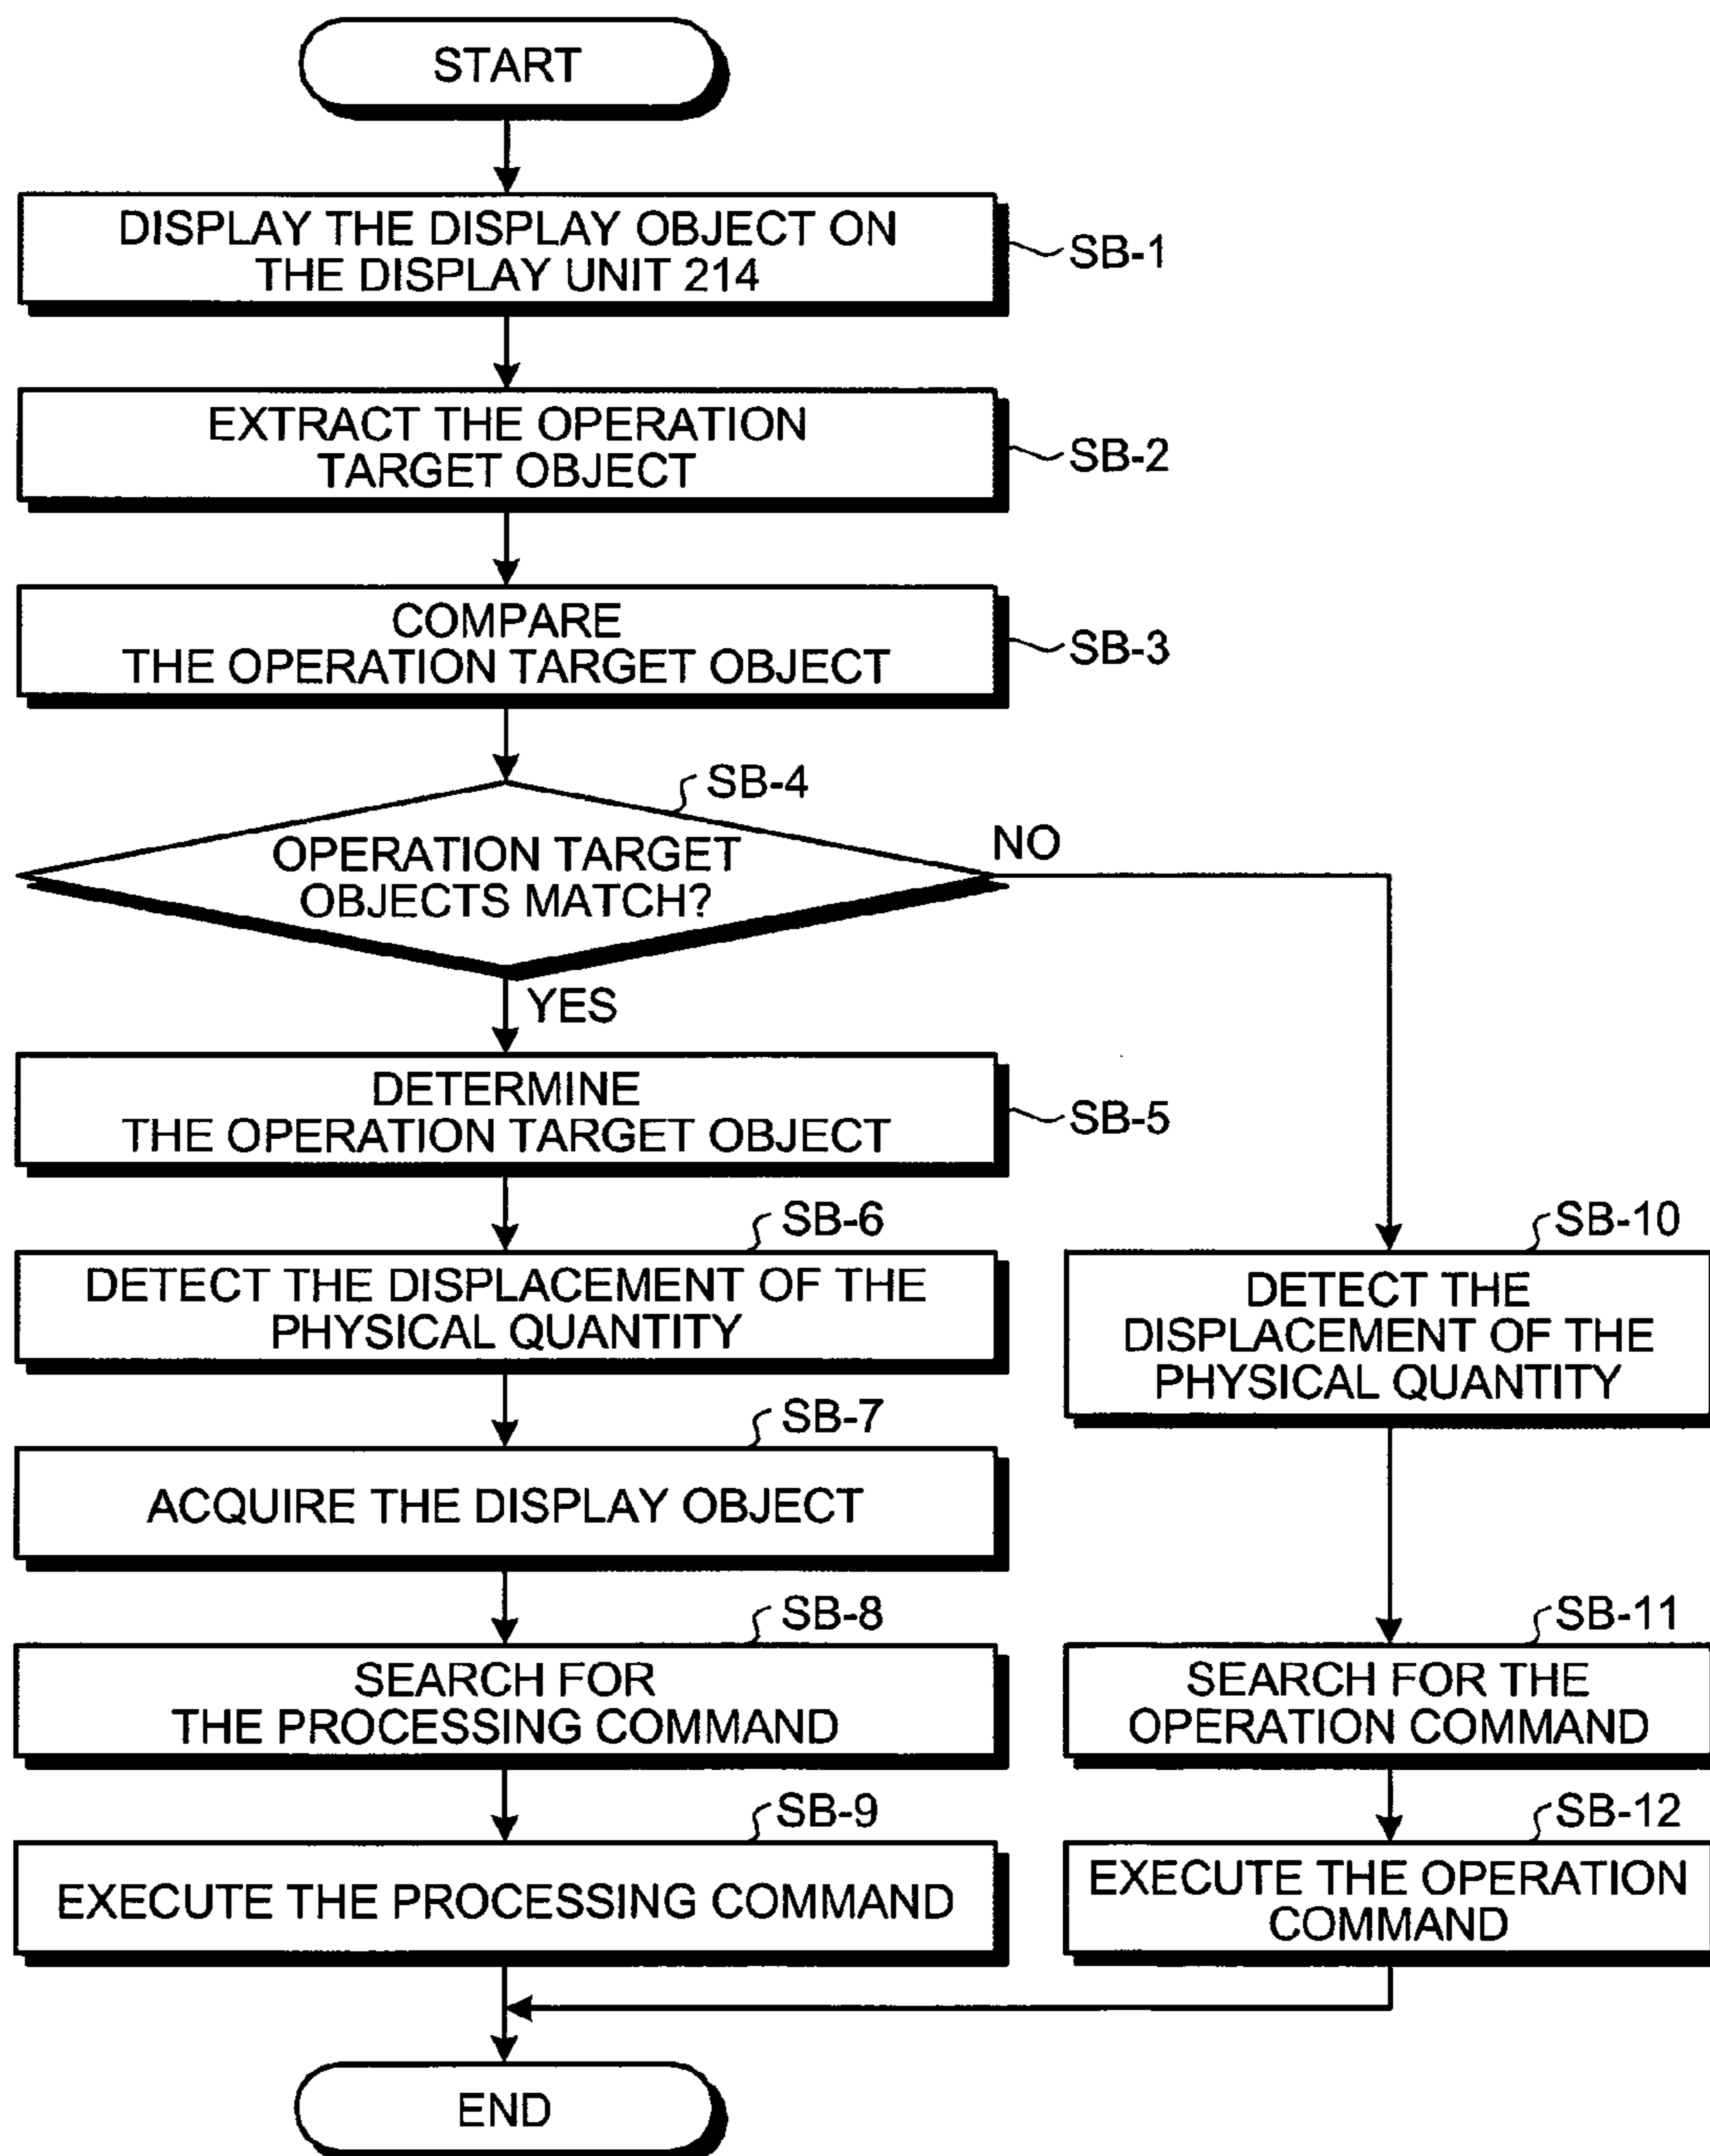 START
DISPLAY THE DISPLAY OBJECT ON
THE DISPLAY UNIT 214
SB-1
EXTRACT THE OPERATION
TARGET OBJECT
SB-2
COMPARE
THE OPERATION TARGET OBJECT
SB-3
SB-4
OPERATION TARGET
OBJECTS MATCH?
NO
YES
DETERMINE
THE OPERATION TARGET OBJECT
SB-5
SB-6
DETECT THE DISPLACEMENT OF THE
PHYSICAL QUANTITY
SB-7
ACQUIRE THE DISPLAY OBJECT
SB-8
SEARCH FOR
THE PROCESSING COMMAND
SB-9
EXECUTE THE PROCESSING COMMAND
SB-10
DETECT THE
DISPLACEMENT OF THE
PHYSICAL QUANTITY
SB-11
SEARCH FOR THE
OPERATION COMMAND
SB-12
EXECUTE THE OPERATION
COMMAND
END